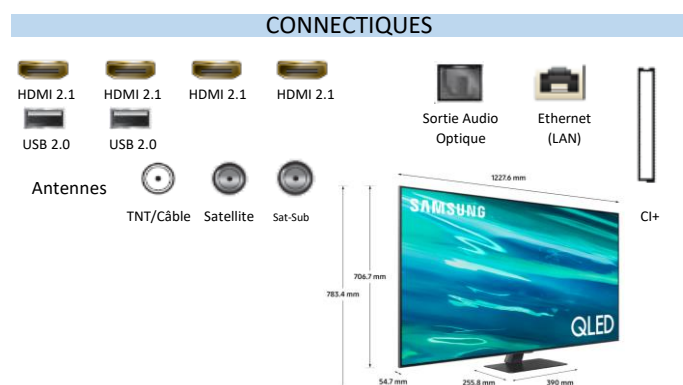 CONNECTIQUES
HDMI 2.1 HDMI 2.1 HDMI 2.1 HDMI 2.1
USB 2.0 USB 2.0
Sortie Audio
Optique
Ethernet
(LAN)
Antennes
TNT/Câble Satellite Sat-Sub
CI+
1227.6 mm
SAMSUNG
706.7 mm
783.4 mm
QLED
54.7 mm
255.8 mm
390 mm